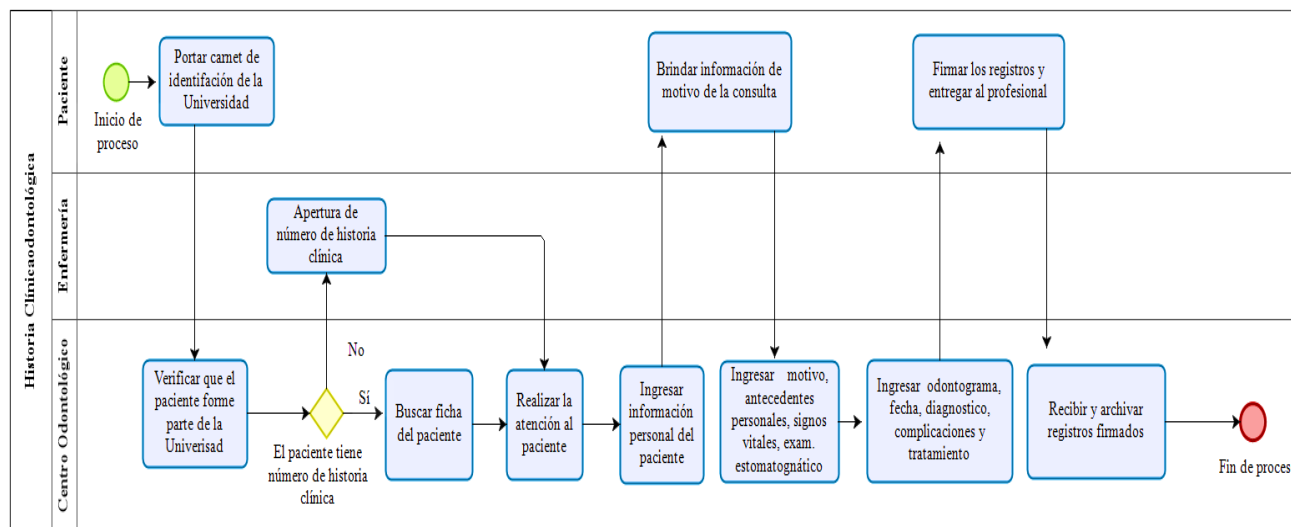 Historia Clínicaodontológica
Paciente
Inicio de
proceso
Portar carnet de
identifación de la
Universidad
Brindar información de
motivo de la consulta
Firmar los registros y
entregar al profesional
Enfermería
Apertura de
número de historia
clínica
Centro Odontológico
Verificar que el
paciente forme
parte de la
Univerisad
No
Sí
El paciente tiene
número de historia
clínica
Buscar ficha
del paciente
Realizar la
atención al
paciente
Ingresar
información
personal del
paciente
Ingresar motivo,
antecedentes
personales, signos
vitales, exam.
estomatognático
Ingresar odontograma,
fecha, diagnostico,
complicaciones y
tratamiento
Recibir y archivar
registros firmados
Fin de proces